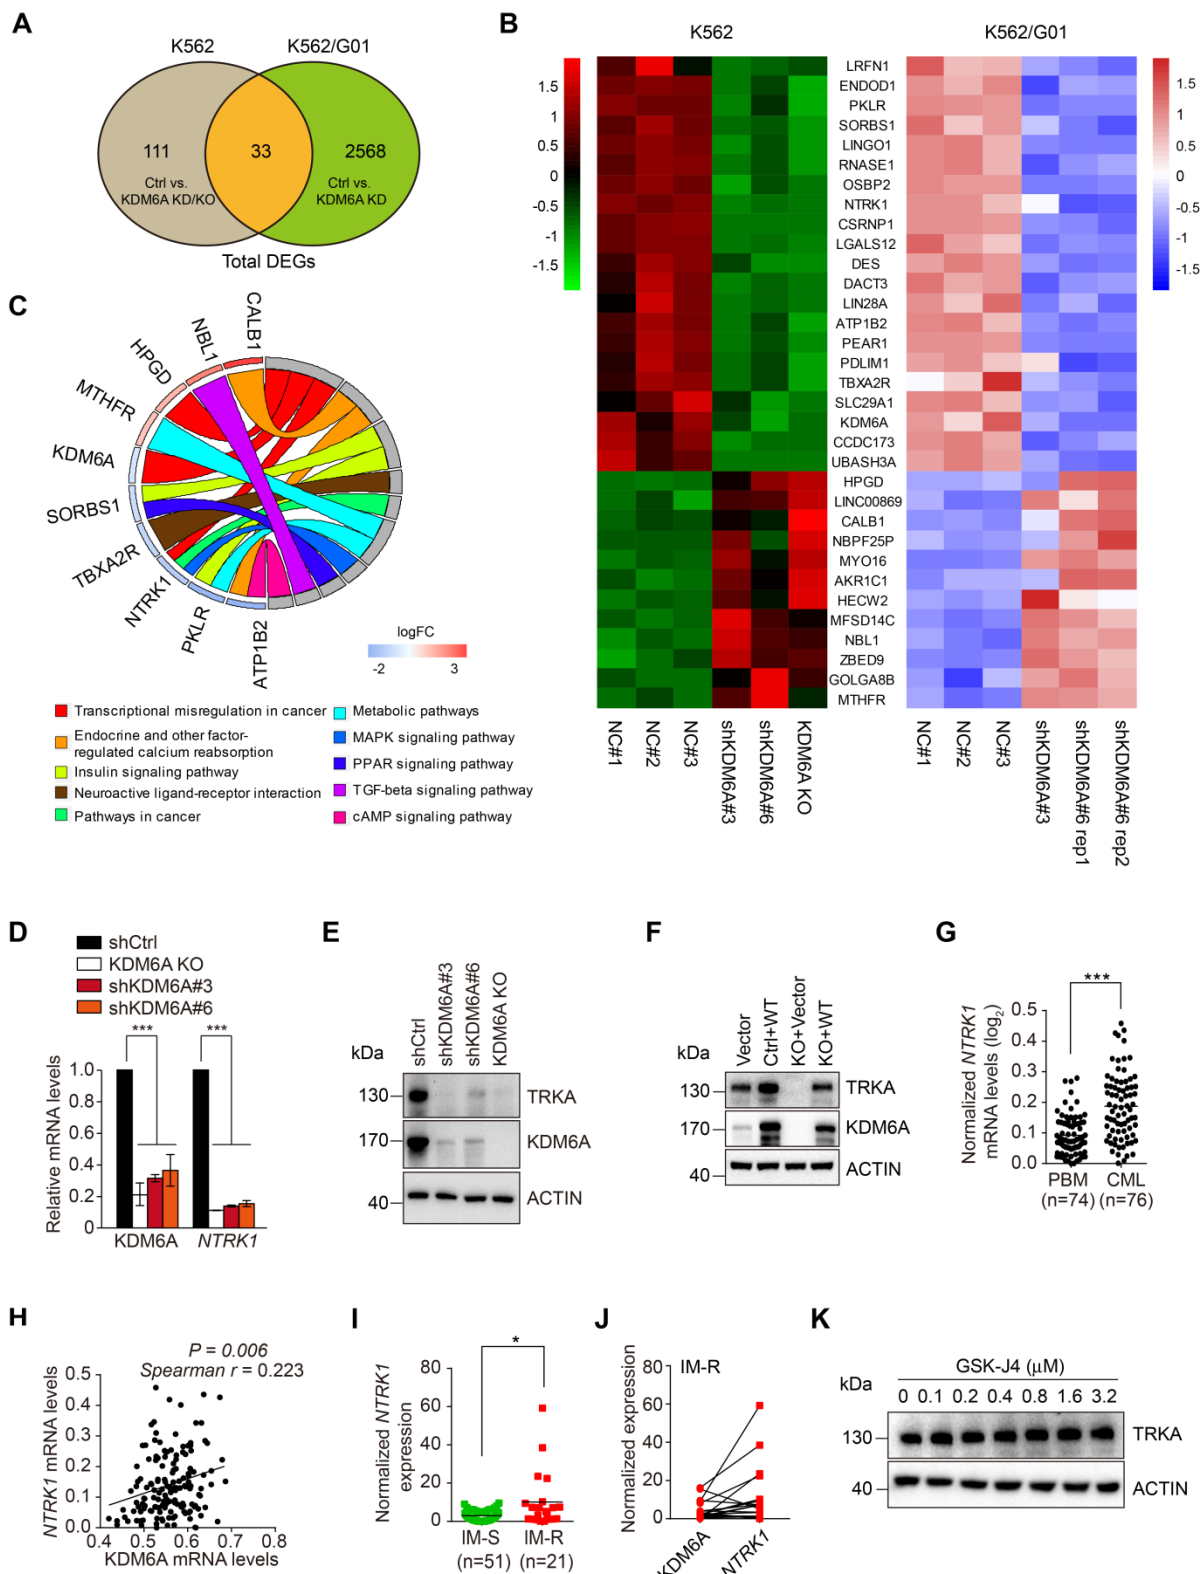 A
K562
K562/G01
111
33
2568
Ctrl vs.
KDM6A KD/KO
Ctrl vs.
KDM6A KD
Total DEGs
B
K562
K562/G01
1
0.5
0
-0.5
-1
-1.5
LRFN1
ENDOD1
PKLR
SORBS1
LINGO1
RNASE1
OSBP2
NTRK1
CSRNP1
LGALS12
DES
DACT3
LIN28A
ATP1B2
PEAR1
PDLIM1
TBXA2R
SLC29A1
KDM6A
CCDC173
UBASH3A
HPGD
LINC00869
CALB1
NBPF25P
MYO16
AKR1C1
HECW2
MFSD14C
NBL1
ZBED9
GOLGA8B
MTHFR
1.5
1
0.5
0
-0.5
-1
-1.5
NC#1
NC#2
NC#3
shKDM6A#3
shKDM6A#6
KDM6A KO
NC#1
NC#2
NC#3
shKDM6A#3
shKDM6A#6 rep1
shKDM6A#6 rep2
C
CALB1
NBL1
HPGD
MTHFR
KDM6A
SORBS1
TBXA2R
NTRK1
PKLR
ATP1B2
logFC
-2 3
Transcriptional misregulation in cancer
Endocrine and other factor-
regulated calcium reabsorption
Insulin signaling pathway
Neuroactive ligand-receptor interaction
Pathways in cancer
Metabolic pathways
MAPK signaling pathway
PPAR signaling pathway
TGF-beta signaling pathway
cAMP signaling pathway
D
shCtrl
KDM6A KO
shKDM6A#3
shKDM6A#6
Relative mRNA levels
1.0
0.8
0.6
0.4
0.2
0
***
***
KDM6A
NTRK1
E
kDa
shCtrl
shKDM6A#3
shKDM6A#6
KDM6A KO
130
TRKA
170
KDM6A
40
ACTIN
F
kDa
Vector
Ctrl+WT
KO+Vector
KO+WT
130
TRKA
170
KDM6A
40
ACTIN
G
Normalized NTRK1
mRNA levels (log2)
***
0.5
0.4
0.3
0.2
0.1
0.0
PBM
(n=74)
CML
(n=76)
H
P = 0.006
Spearman r = 0.223
NTRK1 mRNA levels
0.5
0.4
0.3
0.2
0.1
0.0
0.4 0.5 0.6 0.7 0.8
KDM6A mRNA levels
I
*
Normalized NTRK1
expression
80
60
40
20
0
IM-S
(n=51)
IM-R
(n=21)
J
IM-R
Normalized expression
80
60
40
20
0
KDM6A
NTRK1
K
GSK-J4 (μM)
kDa
0 0.1 0.2 0.4 0.8 1.6 3.2
130
TRKA
40
ACTIN